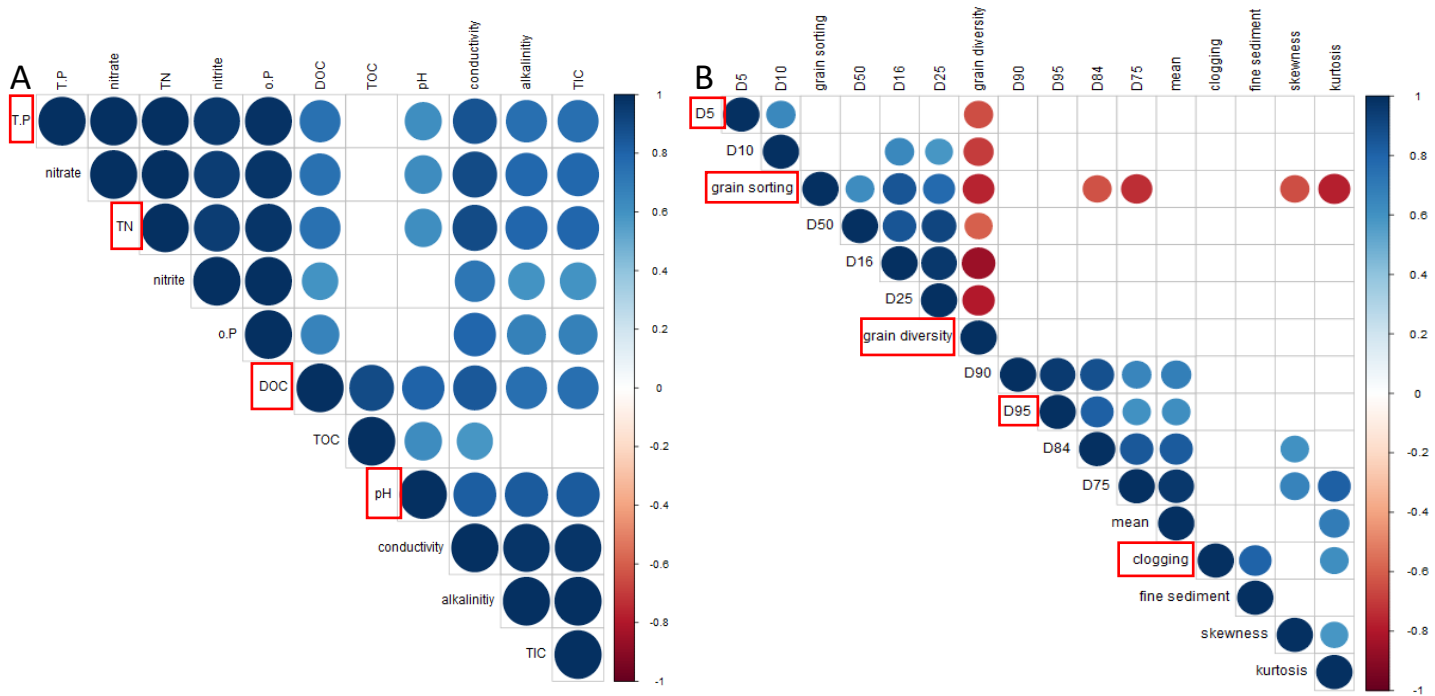 A
T.P
nitrate
TN
nitrite
o.P
DOC
TOC
pH
conductivity
alkalinitiy
TIC
T.P
nitrate
TN
nitrite
o.P
DOC
TOC
pH
conductivity
alkalinitiy
TIC
1
0.8
0.6
0.4
0.2
0
-0.2
-0.4
-0.6
-0.8
-1
B
D5
D10
grain sorting
D50
D16
D25
grain diversity
D90
D95
D84
D75
mean
clogging
fine sediment
skewness
kurtosis
D5
D10
grain sorting
D50
D16
D25
grain diversity
D90
D95
D84
D75
mean
clogging
fine sediment
skewness
kurtosis
1
0.8
0.6
0.4
0.2
0
-0.2
-0.4
-0.6
-0.8
-1